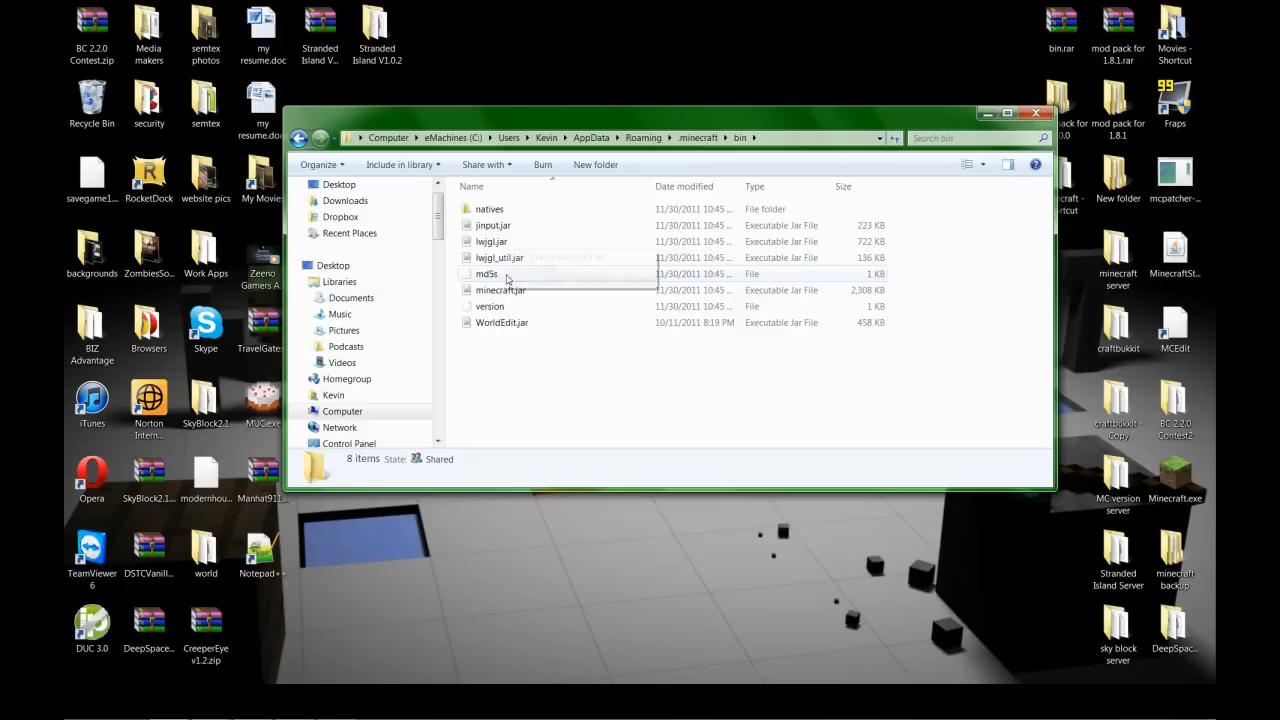 BC 2.2.0
Contest.zip
Media
makers
semtex
photos
my
resume.doc
Stranded
Island V...
Stranded
Island V1.0.2
bin.rar
mod pack for
1.8.1.rar
Movies -
Shortcut
Recycle Bin
security
semtex
my
resume.doc
0.0
mod pack for
1.8.1
99
Fraps
Computer
eMachines (C:)
Users
Kevin
AppData
Roaming
.minecraft
bin
Search bin
Organize
Include in library
Share with
Burn
New folder
Name
Date modified
Type
Size
Desktop
Downloads
Dropbox
Recent Places
Desktop
Libraries
Documents
Music
Pictures
Podcasts
Videos
Homegroup
Kevin
Computer
Network
Control Panel
natives 11/30/2011 10:45 ... File folder
jinput.jar 11/30/2011 10:45 ... Executable Jar File 223 KB
lwjgl.jar 11/30/2011 10:45 ... Executable Jar File 722 KB
lwjgl_util.jar 11/30/2011 10:45 ... Executable Jar File 136 KB
md5s 11/30/2011 10:45 ... File 1 KB
minecraft.jar 11/30/2011 10:45 ... Executable Jar File 2,308 KB
version 11/30/2011 10:45 ... File 1 KB
WorldEdit.jar 10/11/2011 8:19 PM Executable Jar File 458 KB
8 items State: Shared
savegame1...
RocketDock
website pics
My Movies
craft -
rtcut
New folder
mcpatcher-...
backgrounds
ZombiesSo...
Work Apps
Zeeno
Gamers A...
minecraft
server
MinecraftSt...
BIZ
Advantage
Browsers
Skype
TravelGate...
craftbukkit
MCEdit
iTunes
Norton
Intern...
SkyBlock2.1
MUC.exe
craftbukkit -
Copy
BC 2.2.0
Contest2
Opera
SkyBlock2.1...
modernhou...
Manhat911...
MC version
server
Minecraft.exe
TeamViewer
6
DSTCVanill...
world
Notepad++
Stranded
Island Server
minecraft
backup
DUC 3.0
DeepSpace...
CreeperEye
v1.2.zip
sky block
server
DeepSpac...